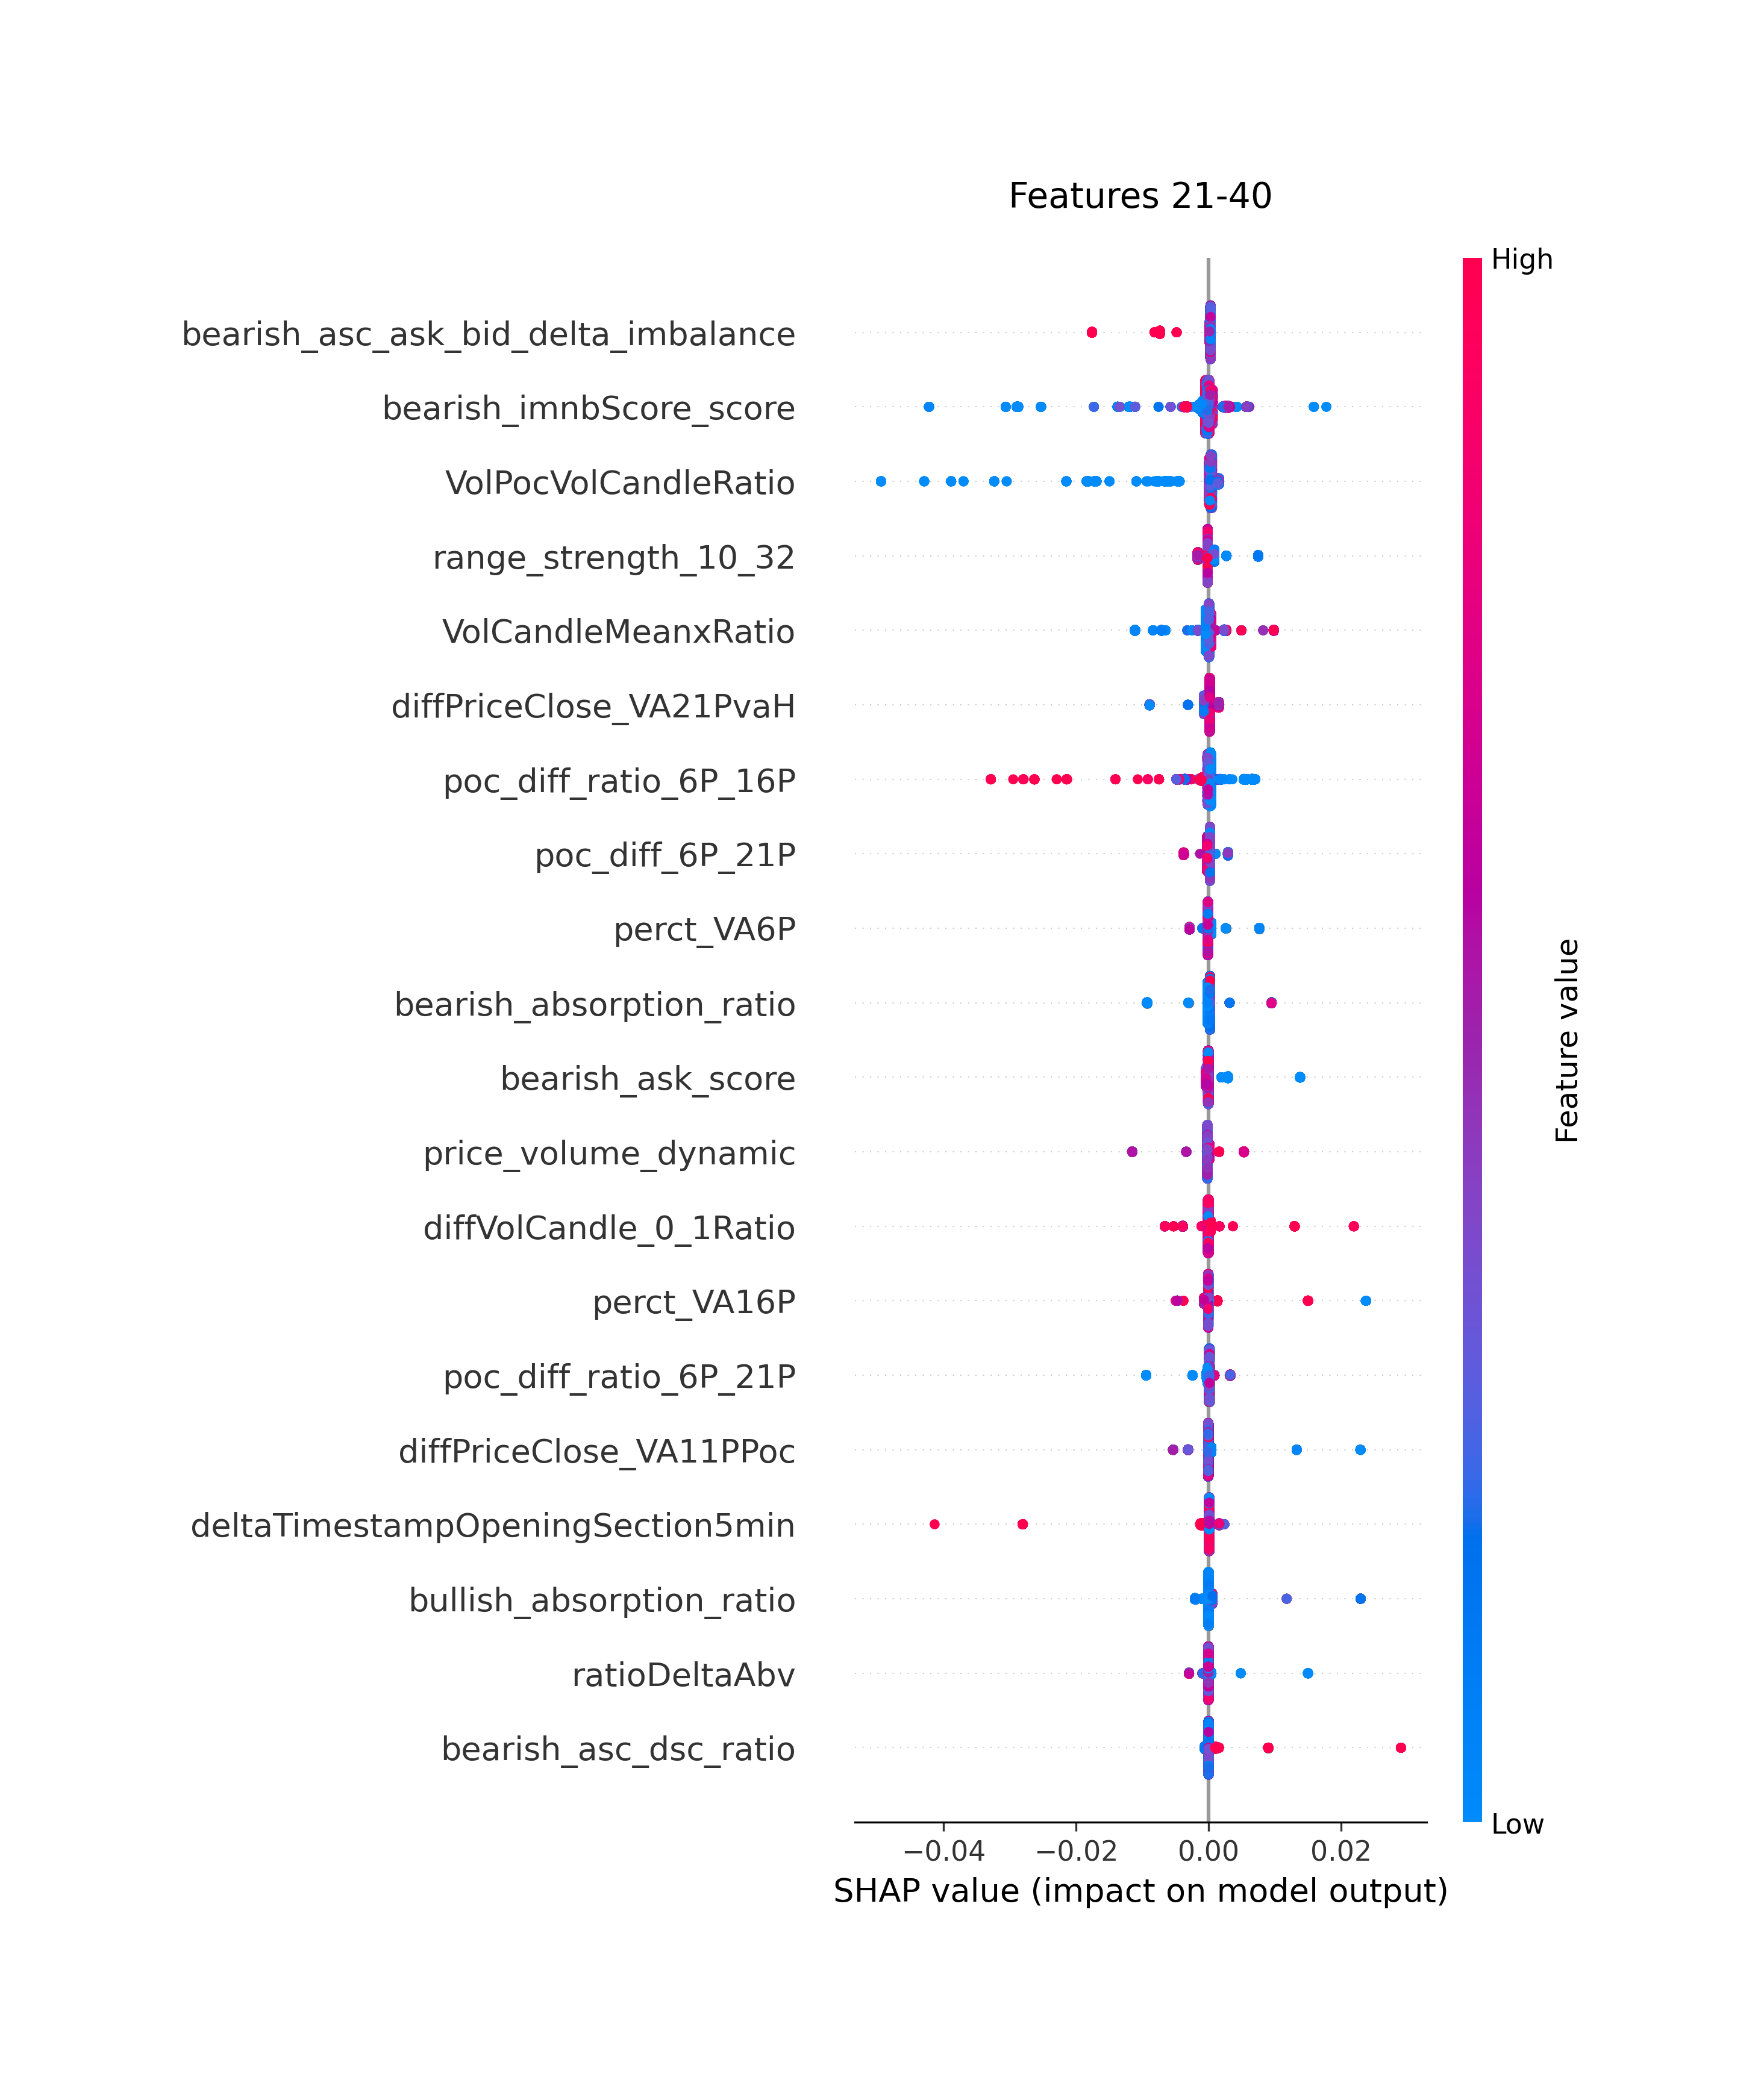 Features 21-40
High
bearish_asc_ask_bid_delta_imbalance
bearish_imnbScore_score
VolPocVolCandleRatio
range_strength_10_32
VolCandleMeanxRatio
diffPriceClose_VA21PvaH
poc_diff_ratio_6P_16P
poc_diff_6P_21P
perct_VA6P
bearish_absorption_ratio
bearish_ask_score
price_volume_dynamic
diffVolCandle_0_1Ratio
perct_VA16P
poc_diff_ratio_6P_21P
diffPriceClose_VA11PPoc
deltaTimestampOpeningSection5min
bullish_absorption_ratio
ratioDeltaAbv
bearish_asc_dsc_ratio
Feature value
Low
−0.04 −0.02 0.00 0.02
SHAP value (impact on model output)